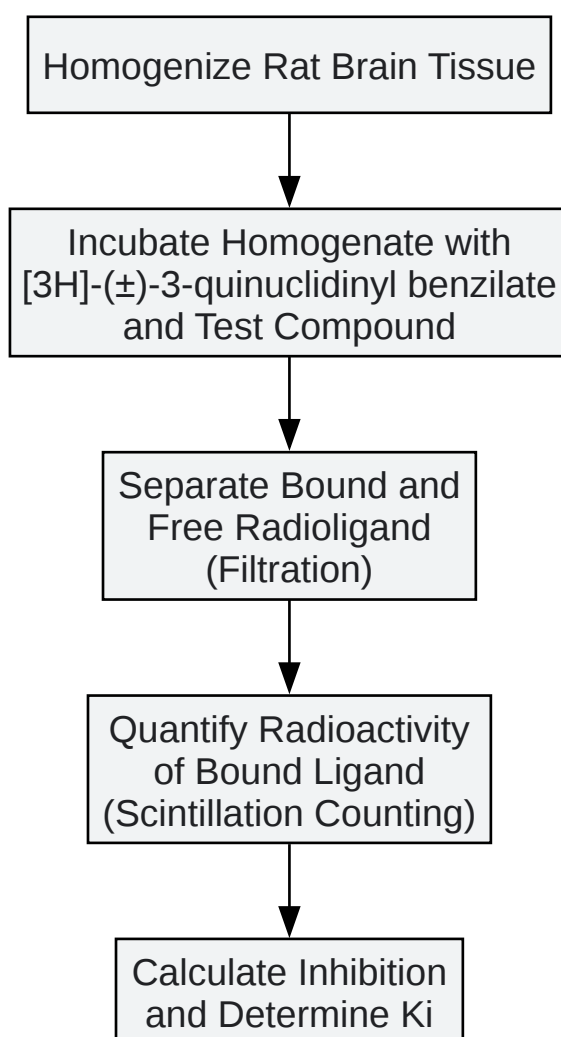 Homogenize Rat Brain Tissue
Incubate Homogenate with
[3H]-(±)-3-quinuclidinyl benzilate
and Test Compound
Separate Bound and
Free Radioligand
(Filtration)
Quantify Radioactivity
of Bound Ligand
(Scintillation Counting)
Calculate Inhibition
and Determine Ki